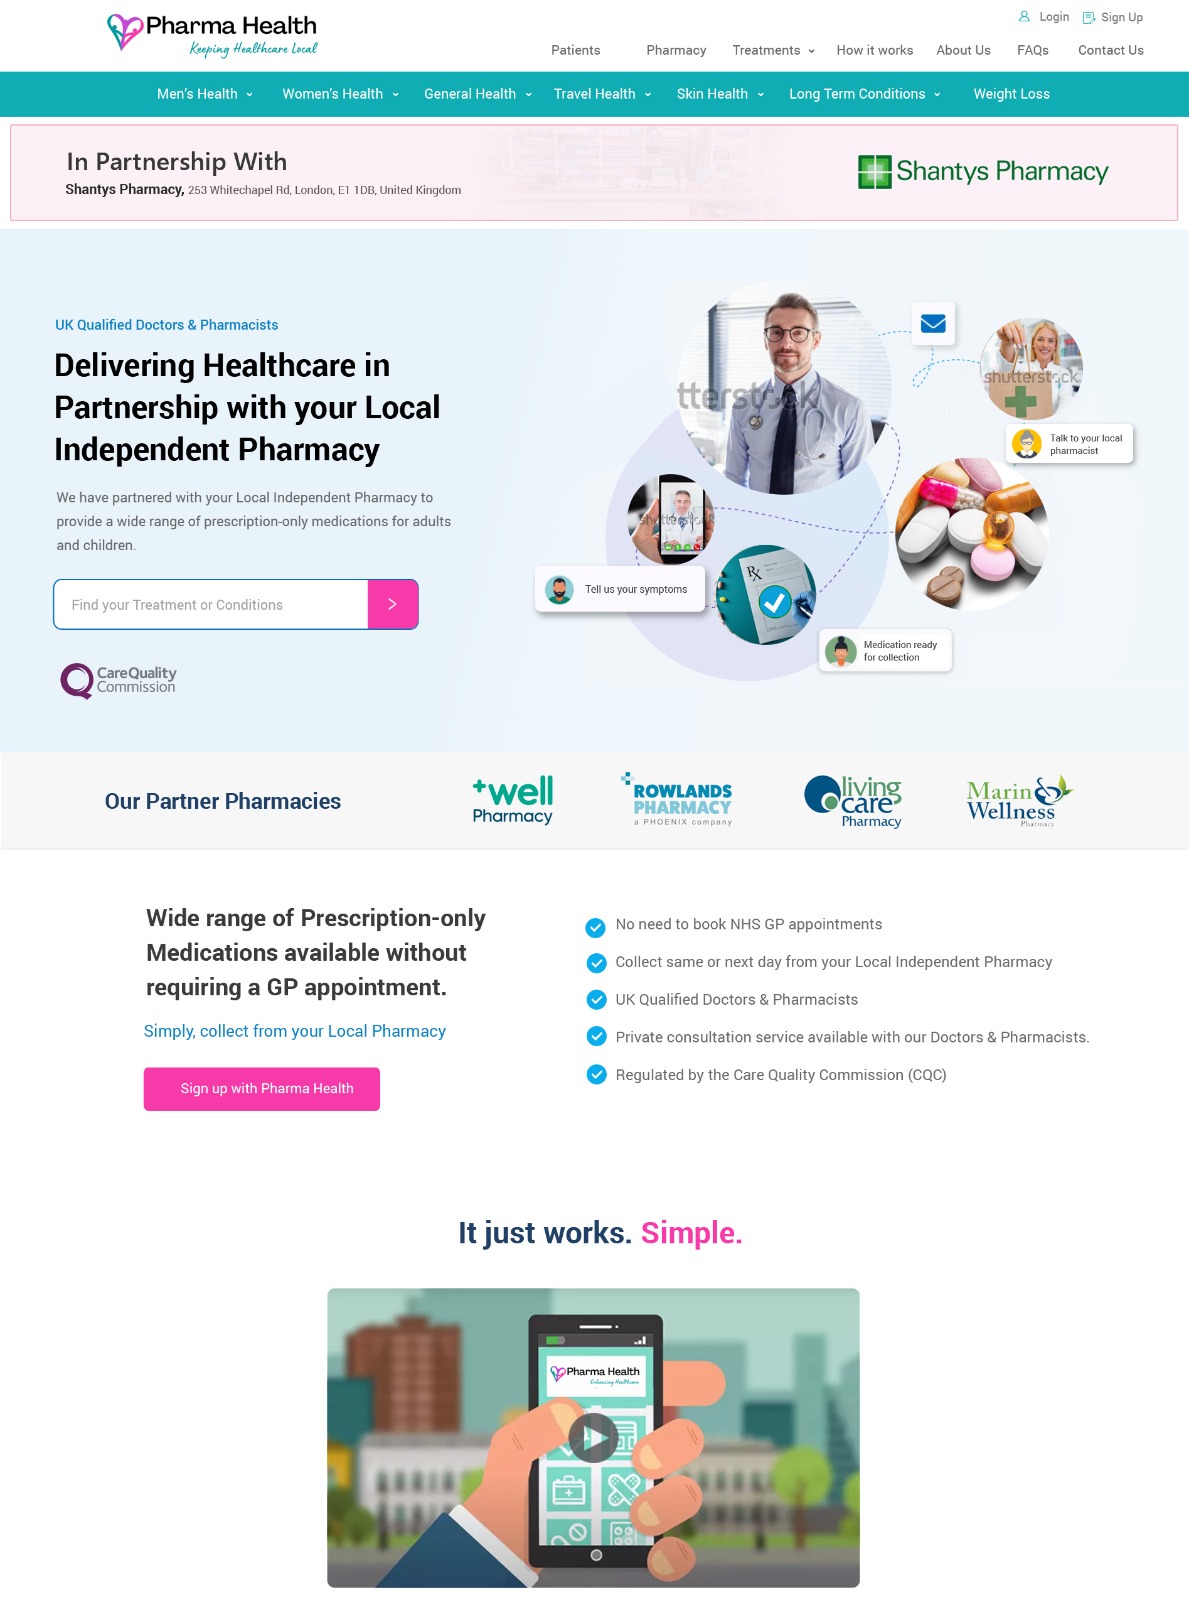 Pharma Health
Keeping Healthcare Local
Login
Sign Up
Patients
Pharmacy
Treatments
How it works
About Us
FAQs
Contact Us
Men's Health
Women's Health
General Health
Travel Health
Skin Health
Long Term Conditions
Weight Loss
In Partnership With
Shantys Pharmacy, 253 Whitechapel Rd, London, E1 1DB, United Kingdom
Shantys Pharmacy
UK Qualified Doctors & Pharmacists
Delivering Healthcare in
Partnership with your Local
Independent Pharmacy
We have partnered with your Local Independent Pharmacy to
provide a wide range of prescription-only medications for adults
and children.
Find your Treatment or Conditions
CareQuality
Commission
tterstock
shutterstock
Talk to your local
pharmacist
shutterstock
Tell us your symptoms
Rx
Medication ready
for collection
Our Partner Pharmacies
well
Pharmacy
ROWLANDS
PHARMACY
a PHOENIX company
living
care
Pharmacy
Marin
Wellness
Pharmacy
Wide range of Prescription-only
Medications available without
requiring a GP appointment.
Simply, collect from your Local Pharmacy
Sign up with Pharma Health
No need to book NHS GP appointments
Collect same or next day from your Local Independent Pharmacy
UK Qualified Doctors & Pharmacists
Private consultation service available with our Doctors & Pharmacists.
Regulated by the Care Quality Commission (CQC)
It just works. Simple.
Pharma Health
Enhancing Healthcare